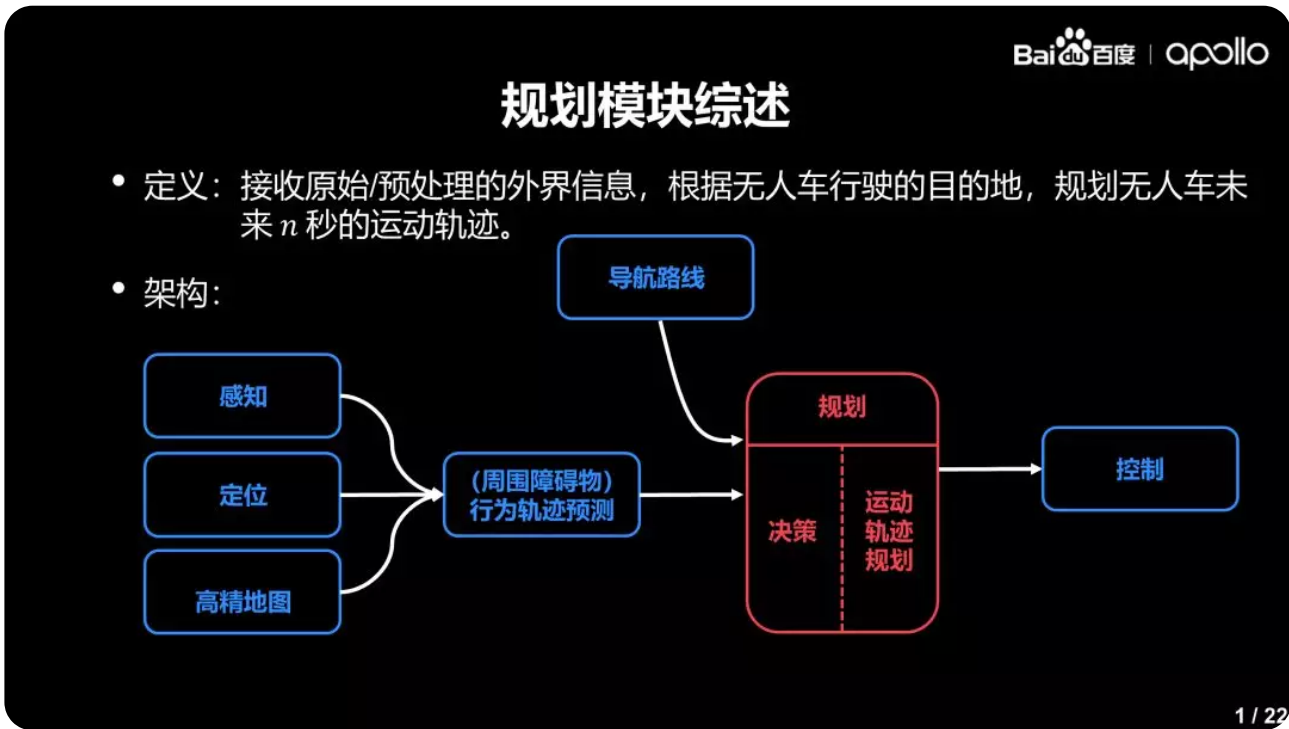 Bai du 百度 | apollo
规划模块综述
• 定义：接收原始/预处理的外界信息，根据无人车行驶的目的地，规划无人车未
来 n 秒的运动轨迹。
• 架构：
导航路线
感知
定位
高精地图
（周围障碍物）
行为轨迹预测
规划
决策
运动
轨迹
规划
控制
1 / 22